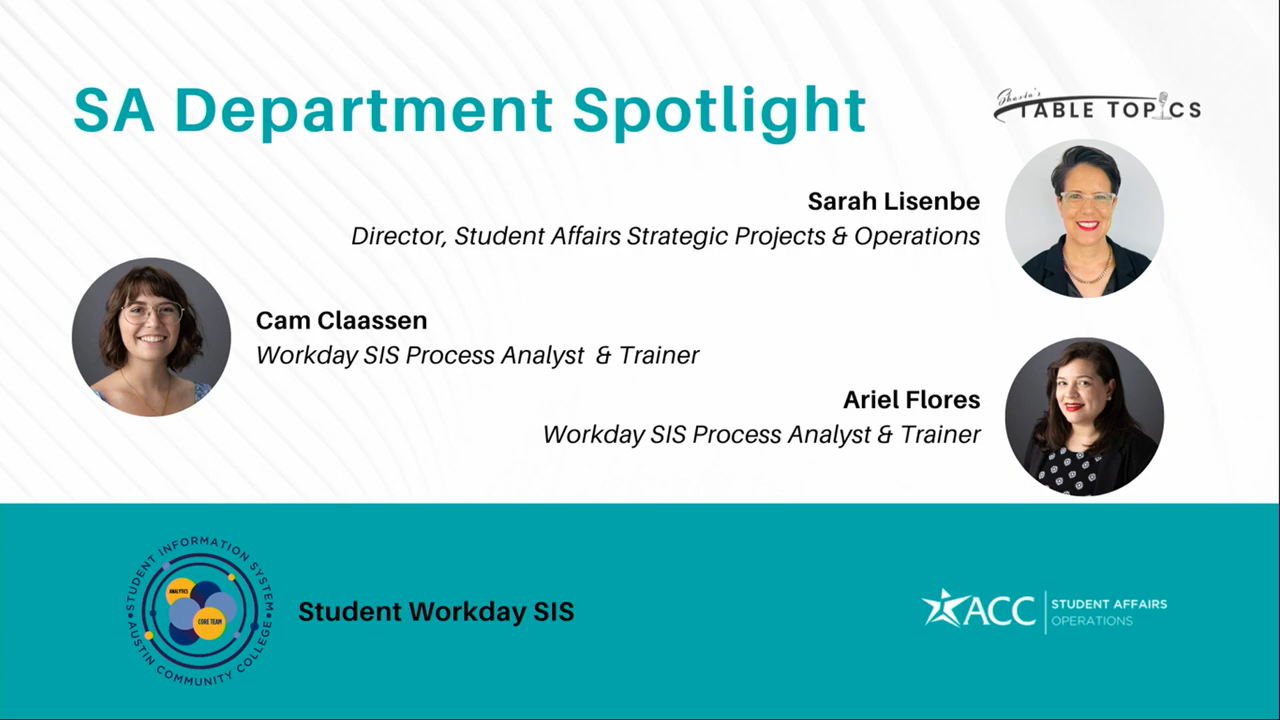 SA Department Spotlight
Shasta's
TABLE TOPICS
Sarah Lisenbe
Director, Student Affairs Strategic Projects & Operations
Cam Claassen
Workday SIS Process Analyst & Trainer
Ariel Flores
Workday SIS Process Analyst & Trainer
STUDENT INFORMATION SYSTEM
AUSTIN COMMUNITY COLLEGE
ANALYTICS
CORE TEAM
Student Workday SIS
ACC
STUDENT AFFAIRS
OPERATIONS